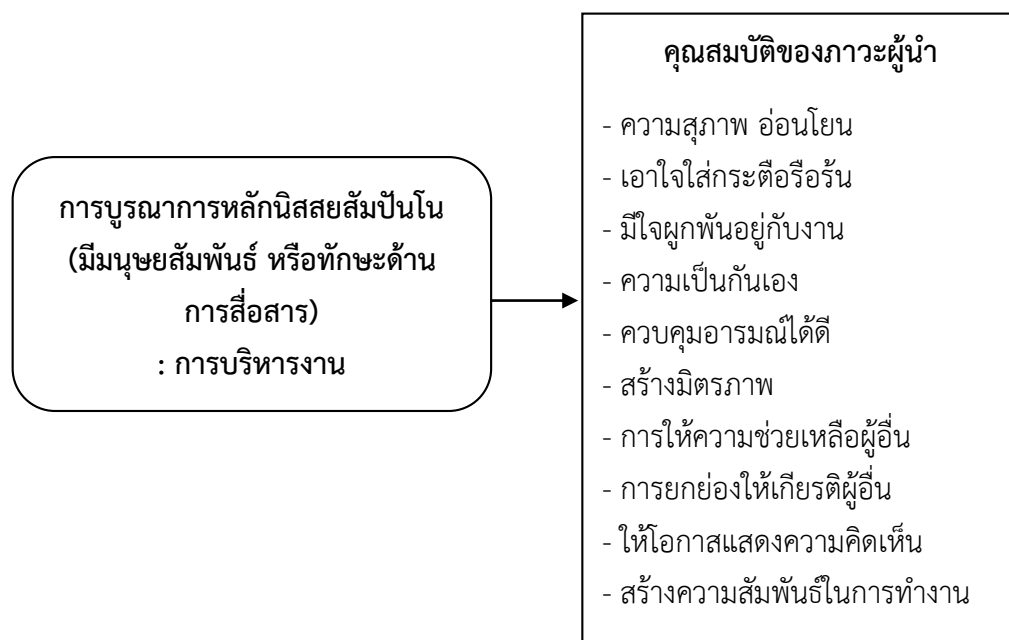 การบูรณาการหลักนิสสยสัมปันโน
(มีมนุษยสัมพันธ์ หรือทักษะด้าน
การสื่อสาร)
: การบริหารงาน
คุณสมบัติของภาวะผู้นำ
- ความสุภาพ อ่อนโยน
- เอาใจใส่กระตือรือร้น
- มีใจผูกพันอยู่กับงาน
- ความเป็นกันเอง
- ควบคุมอารมณ์ได้ดี
- สร้างมิตรภาพ
- การให้ความช่วยเหลือผู้อื่น
- การยกย่องให้เกียรติผู้อื่น
- ให้โอกาสแสดงความคิดเห็น
- สร้างความสัมพันธ์ในการทำงาน